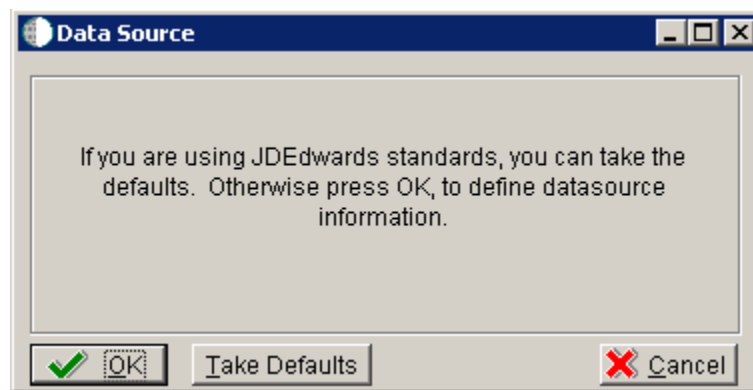 Data Source
If you are using JDEdwards standards, you can take the
defaults. Otherwise press OK, to define datasource
information.
OK
Take Defaults
Cancel